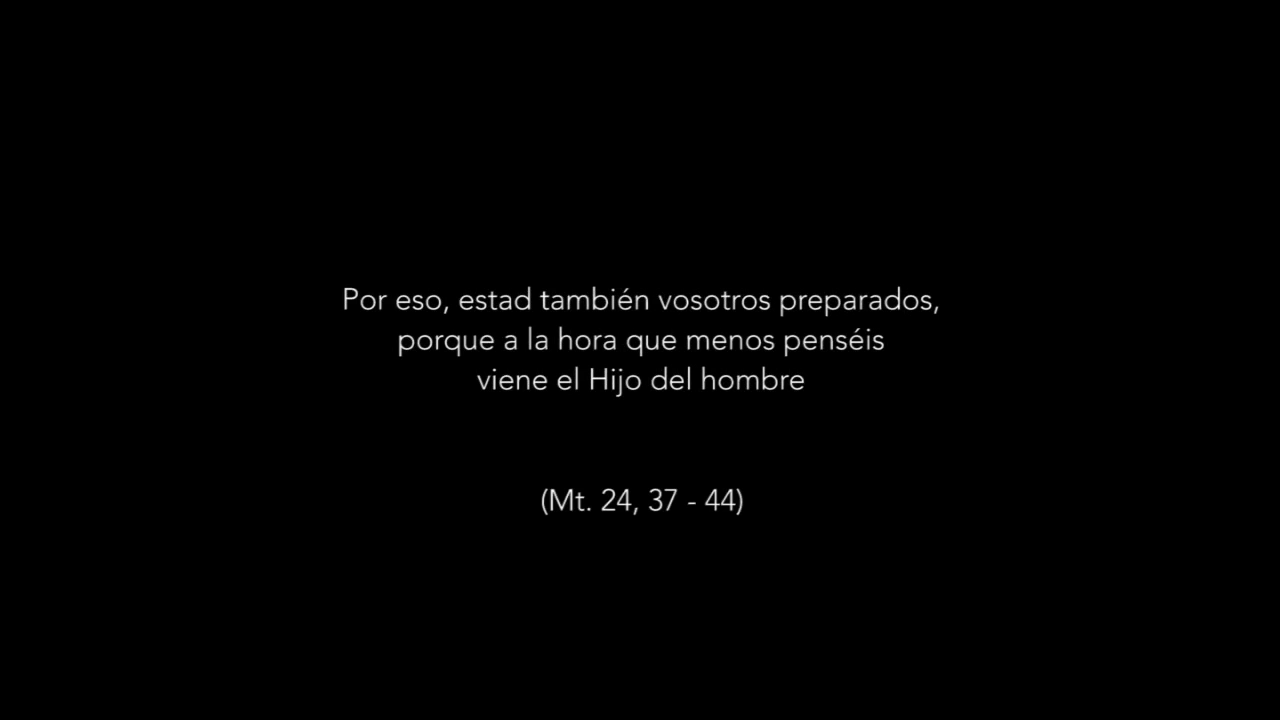 Por eso, estad también vosotros preparados,
porque a la hora que menos penséis
viene el Hijo del hombre
(Mt. 24, 37 - 44)